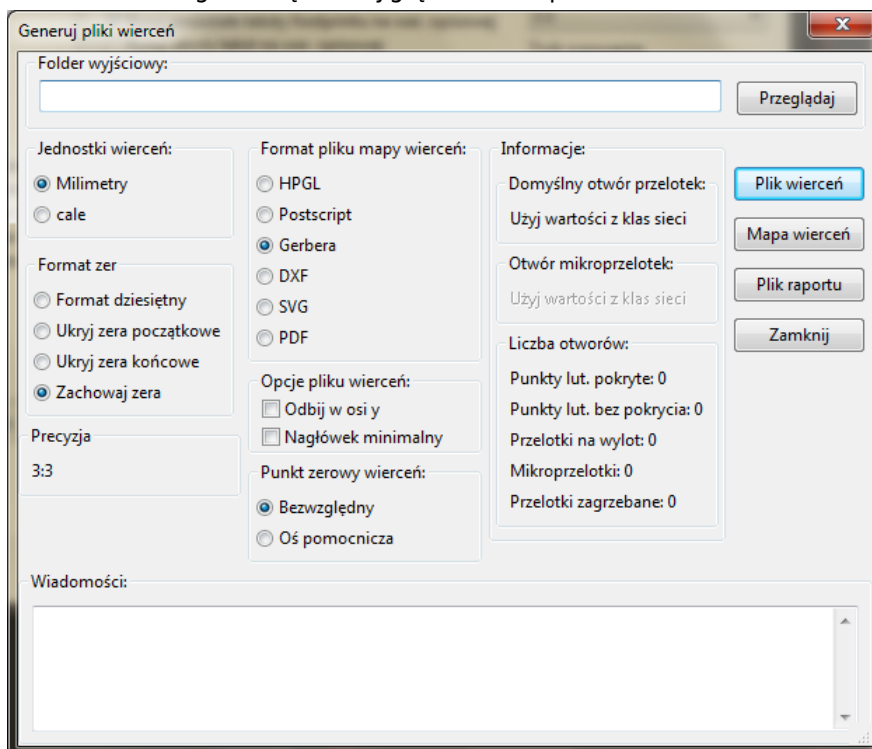 Generuj pliki wierceń
Folder wyjściowy:
Przeglądaj
Jednostki wierceń:
Milimetry
cale
Format zer
Format dziesiętny
Ukryj zera początkowe
Ukryj zera końcowe
Zachowaj zera
Precyzja
3:3
Format pliku mapy wierceń:
HPGL
Postscript
Gerbera
DXF
SVG
PDF
Opcje pliku wierceń:
Odbij w osi y
Nagłówek minimalny
Punkt zerowy wierceń:
Bezwzględny
Oś pomocnicza
Informacje:
Domyślny otwór przelotek:
Użyj wartości z klas sieci
Otwór mikroprzelotek:
Użyj wartości z klas sieci
Liczba otworów:
Punkty lut. pokryte: 0
Punkty lut. bez pokrycia: 0
Przelotki na wylot: 0
Mikroprzelotki: 0
Przelotki zagrzebane: 0
Plik wierceń
Mapa wierceń
Plik raportu
Zamknij
Wiadomości: